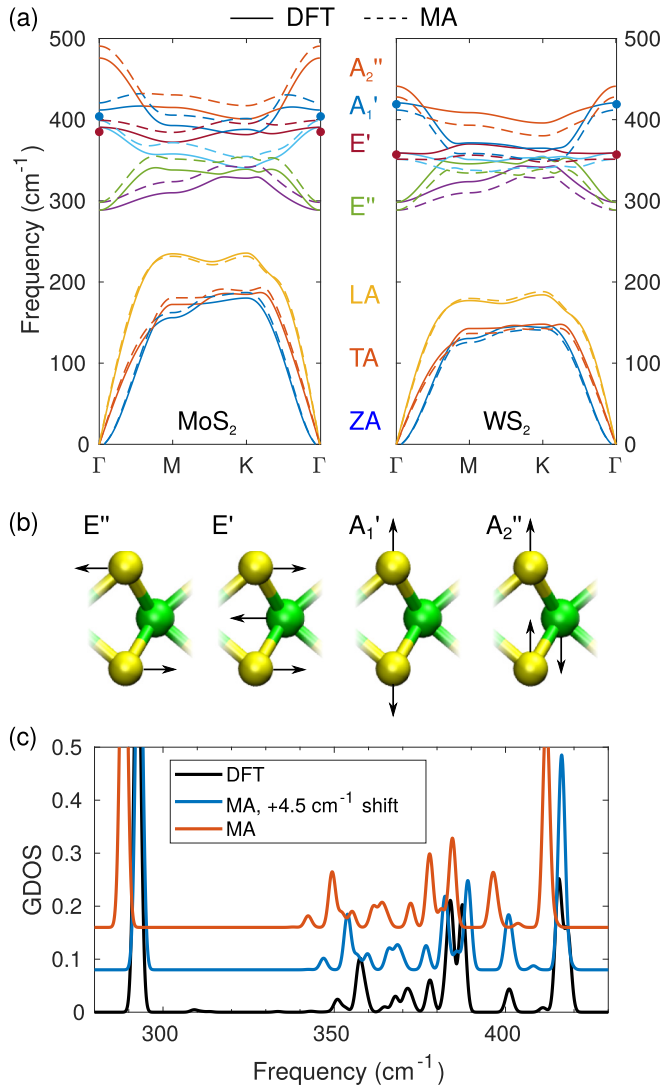 (a)
DFT
MA
500
400
300
200
100
0
Frequency (cm⁻¹)
MoS₂
Γ
M
K
Γ
A₂''
A₁'
E'
E''
LA
TA
ZA
500
400
300
200
100
0
WS₂
Γ
M
K
Γ
(b)
E''
E'
A₁'
A₂''
(c)
0.5
0.4
0.3
0.2
0.1
0
GDOS
DFT
MA, +4.5 cm⁻¹ shift
MA
300
350
400
Frequency (cm⁻¹)